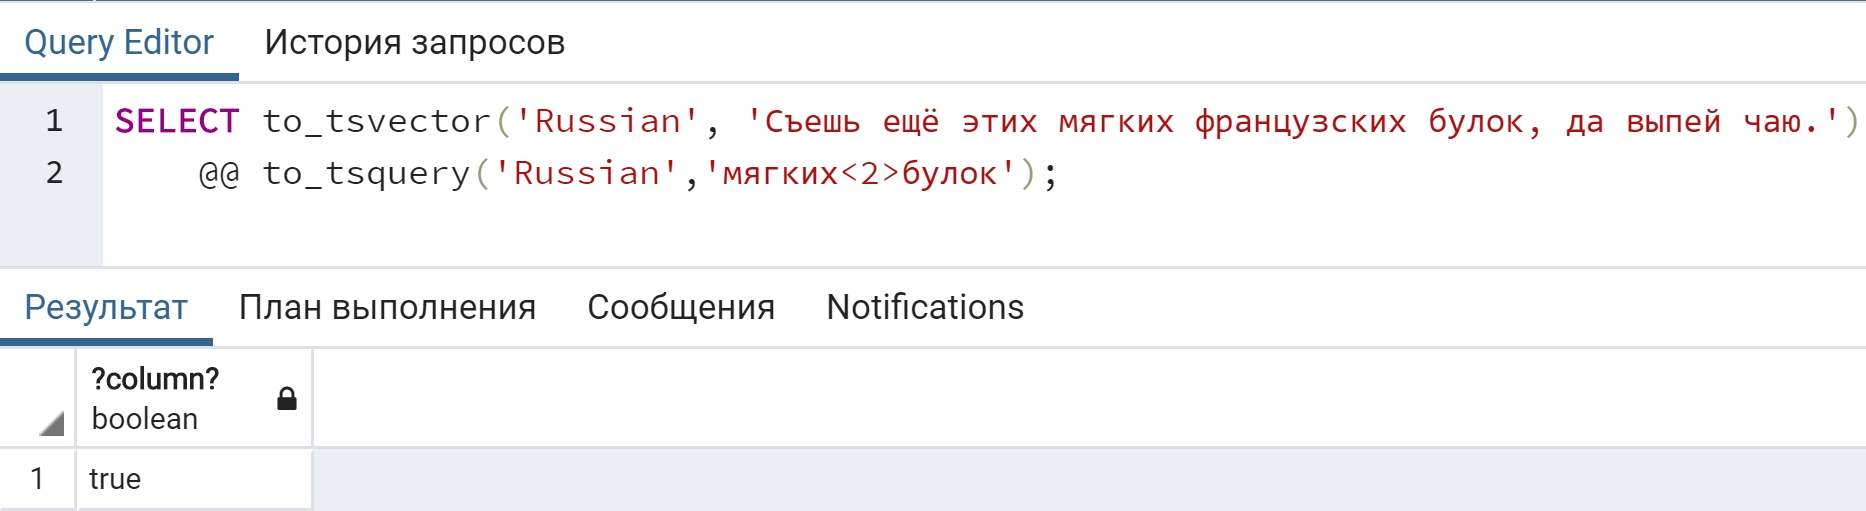 Query Editor История запросов
1 SELECT to_tsvector('Russian', 'Съешь ещё этих мягких французских булок, да выпей чаю.')
2 @@ to_tsquery('Russian','мягких<2>булок');
Результат План выполнения Сообщения Notifications
?column?
boolean
1 true